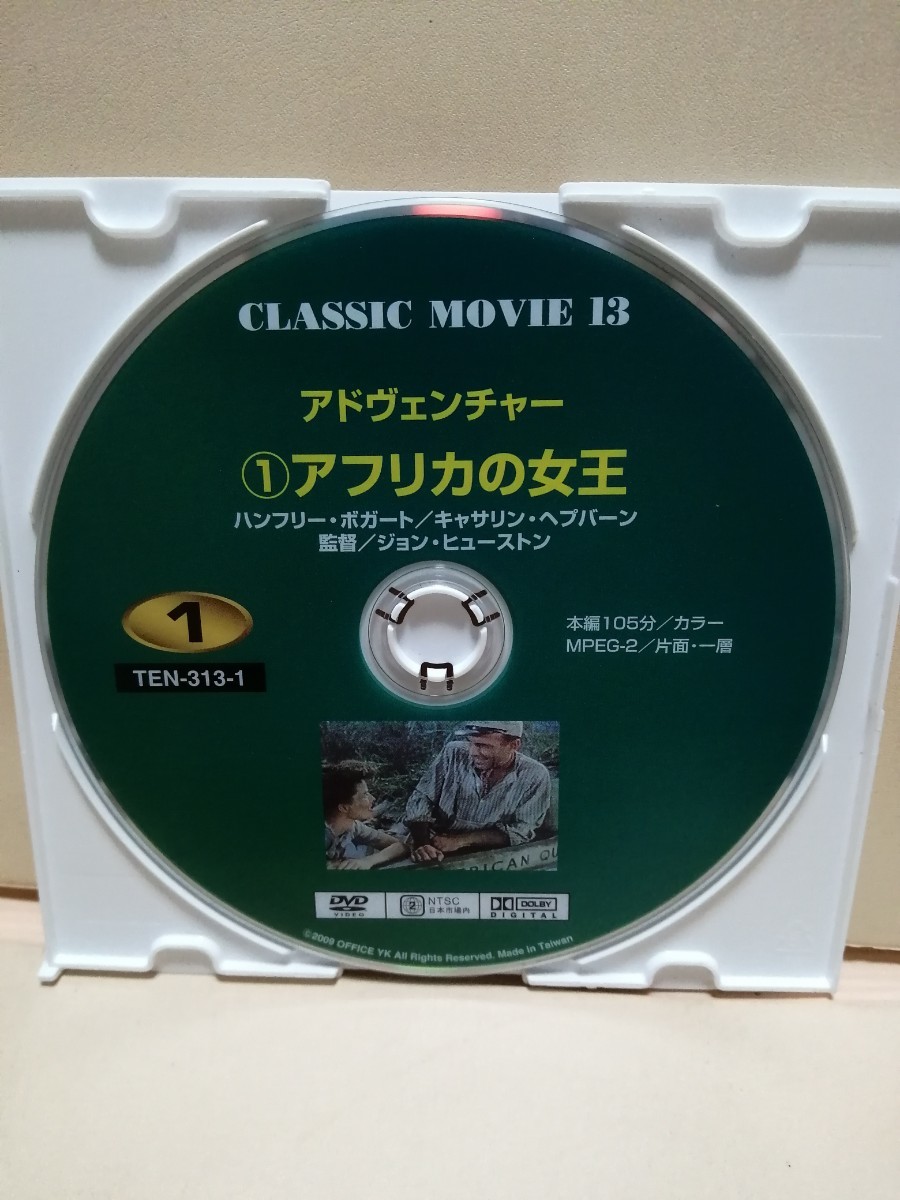 CLASSIC MOVIE 13
アドヴェンチャー
①アフリカの女王
ハンフリー・ボガート／キャサリン・ヘプバーン
監督／ジョン・ヒューストン
1
TEN-313-1
本編105分／カラー
MPEG-2／片面・一層
RICAN QU
DVD
VIDEO
2
NTSC
日本市場内
DOLBY
DIGITAL
©2009 OFFICE YK All Rights Reserved. Made in Taiwan